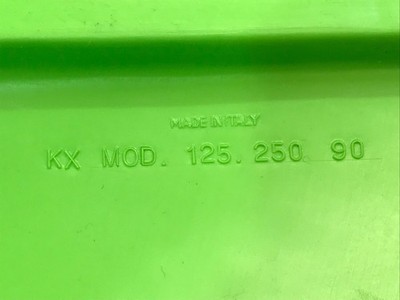 MADE IN ITALY
KX MOD. 125. 250 90